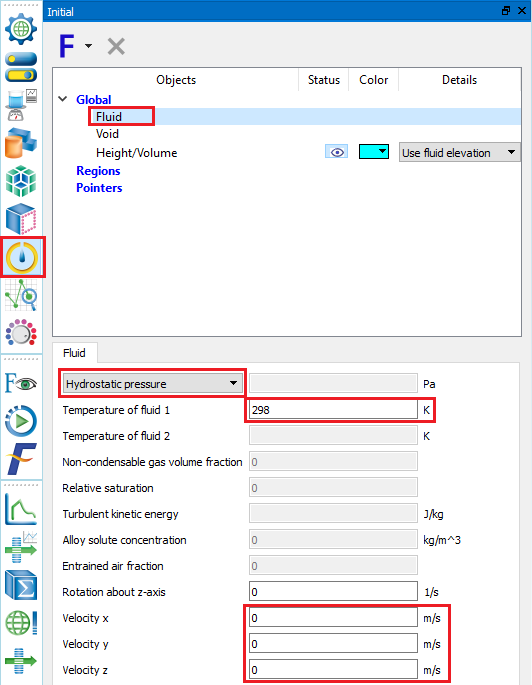 Initial
F
Objects Status Color Details
Global
Fluid
Void
Height/Volume Use fluid elevation
Regions
Pointers
Fluid
Hydrostatic pressure Pa
Temperature of fluid 1 298 K
Temperature of fluid 2 K
Non-condensable gas volume fraction 0
Relative saturation 0
Turbulent kinetic energy J/kg
Alloy solute concentration 0 kg/m^3
Entrained air fraction 0
Rotation about z-axis 0 1/s
Velocity x 0 m/s
Velocity y 0 m/s
Velocity z 0 m/s